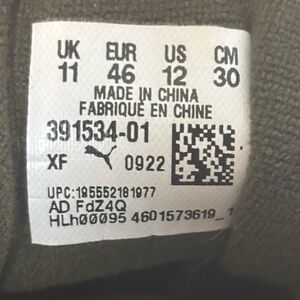 UK EUR US CM
11 46 12 30
MADE IN CHINA
FABRIQUÉ EN CHINE
391534-01
XF 0922
UPC:195552181977
AD FdZ4Q
HLh00095 4601573619_1